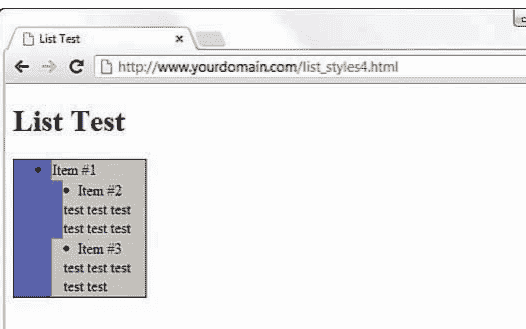 List Test
http://www.yourdomain.com/list_styles4.html
List Test
• Item #1
• Item #2
test test test
test test test
• Item #3
test test test
test test